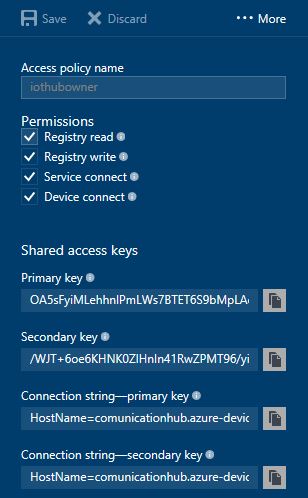 Save Discard More
Access policy name
iothubowner
Permissions
Registry read
Registry write
Service connect
Device connect
Shared access keys
Primary key
OA5sFyiMLehhnlPmLWs7BTET6S9bMpLA
Secondary key
/WJT+6oe6KHNK0ZIHnIn41RwZPMT96/yi
Connection string—primary key
HostName=comunicationhub.azure-devic
Connection string—secondary key
HostName=comunicationhub.azure-devic